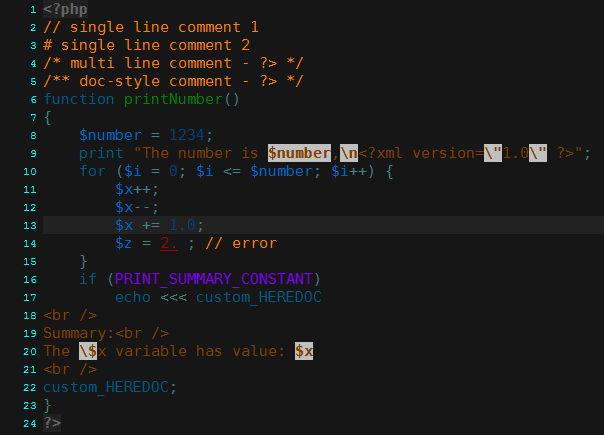 1 <?php
2 // single line comment 1
3 # single line comment 2
4 /* multi line comment - ?> */
5 /** doc-style comment - ?> */
6 function printNumber()
7 {
8     $number = 1234;
9     print "The number is $number,\n<?xml version=\"1.0\" ?>";
10     for ($i = 0; $i <= $number; $i++) {
11         $x++;
12         $x--;
13         $x += 1.0;
14         $z = 2. ; // error
15     }
16     if (PRINT_SUMMARY_CONSTANT)
17         echo <<< custom_HEREDOC
18 <br />
19 Summary:<br />
20 The \$x variable has value: $x
21 <br />
22 custom_HEREDOC;
23 }
24 ?>